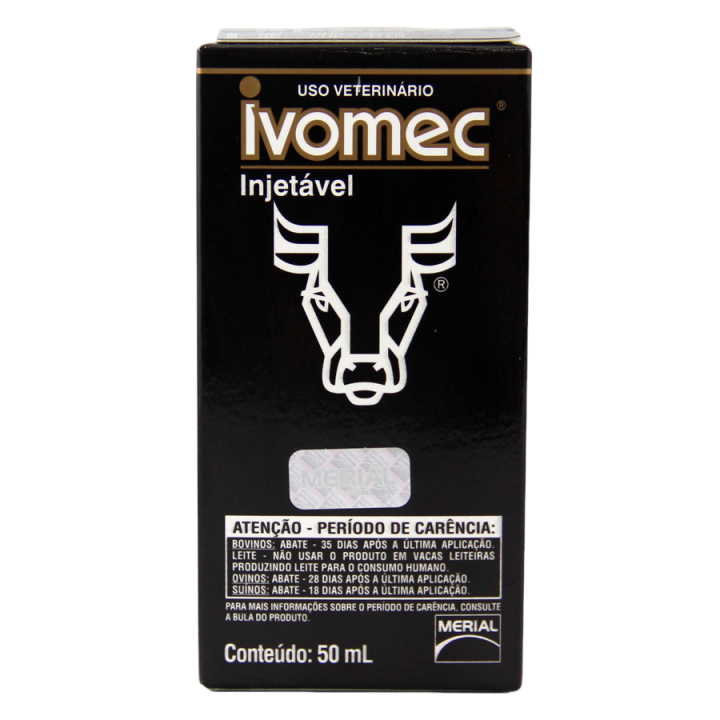 USO VETERINÁRIO
ivomec®
Injetável
®
MERIAL
ATENÇÃO - PERÍODO DE CARÊNCIA:
BOVINOS: ABATE - 35 DIAS APÓS A ÚLTIMA APLICAÇÃO.
LEITE - NÃO USAR O PRODUTO EM VACAS LEITEIRAS
PRODUZINDO LEITE PARA O CONSUMO HUMANO.
OVINOS: ABATE - 28 DIAS APÓS A ÚLTIMA APLICAÇÃO.
SUÍNOS: ABATE - 18 DIAS APÓS A ÚLTIMA APLICAÇÃO.
PARA MAIS INFORMAÇÕES SOBRE O PERÍODO DE CARÊNCIA, CONSULTE
A BULA DO PRODUTO.
MERIAL
Conteúdo: 50 mL